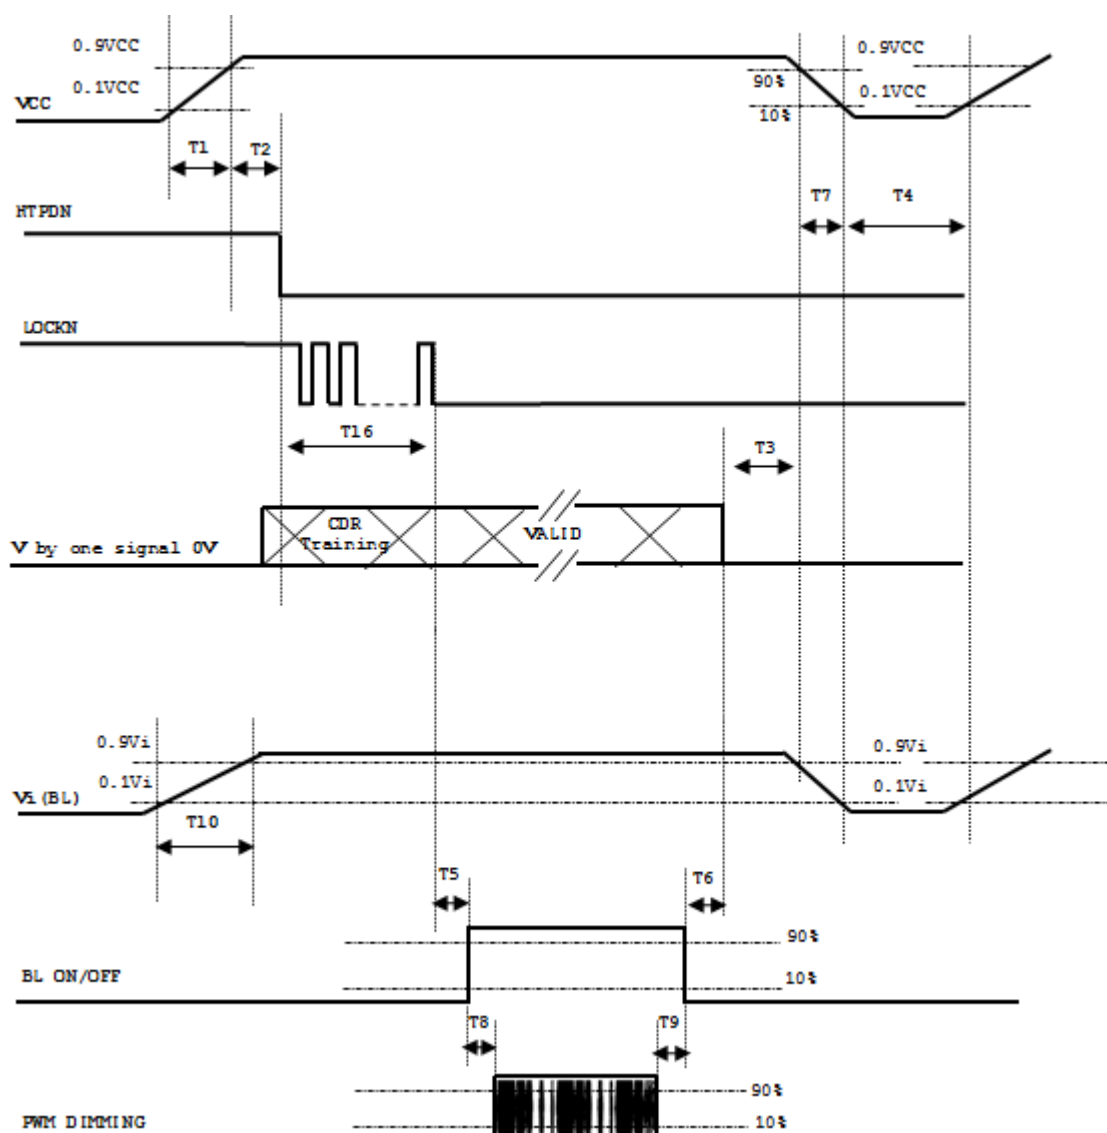 0.9VCC
0.9VCC
90%
0.1VCC
0.1VCC
VCC
10%
T1
T2
T7
T4
HTPDN
LOCKN
T16
T3
CDR
Training
VALID
V by one signal 0V
0.9Vi
0.9Vi
0.1Vi
0.1Vi
Vi(BL)
T10
T5
T6
90%
BL ON/OFF
10%
T8
T9
90%
PWM DIMMING
10%